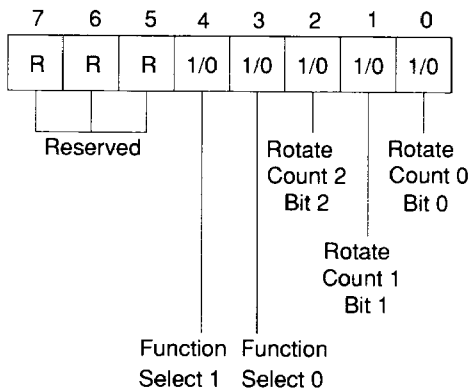 7 6 5 4 3 2 1 0
R R R 1/0 1/0 1/0 1/0 1/0
Reserved
Rotate
Count 2
Bit 2
Rotate
Count 0
Bit 0
Rotate
Count 1
Bit 1
Function
Select 1
Function
Select 0